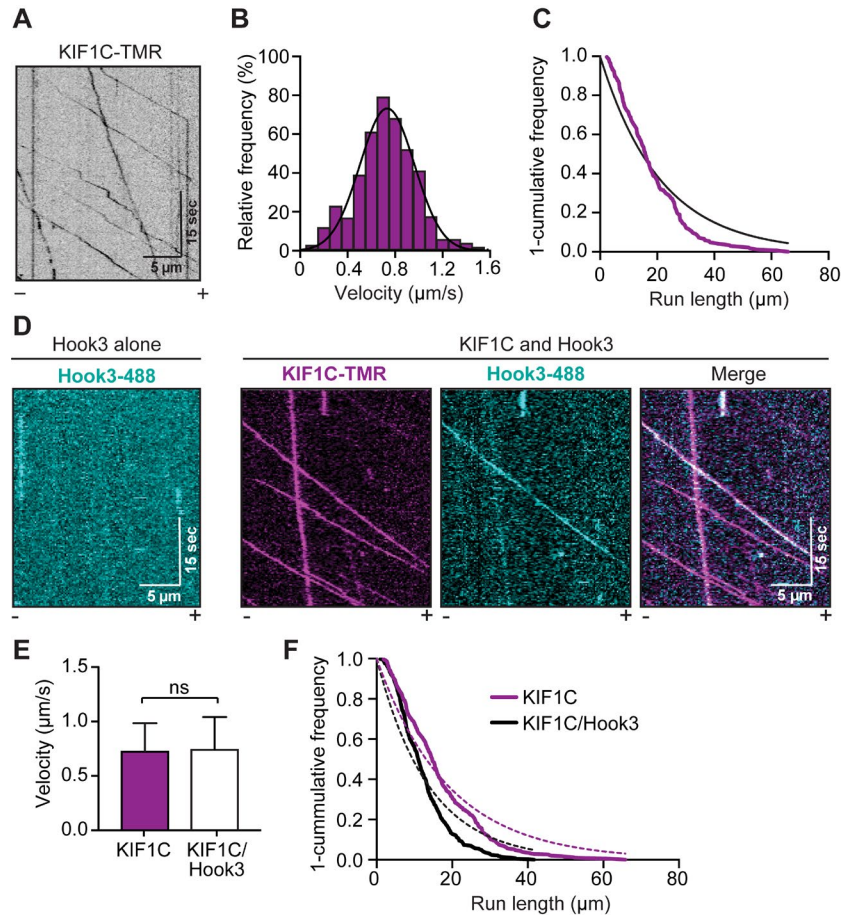 A
KIF1C-TMR
15 sec
5 µm
–
+
B
Relative frequency (%)
100
80
60
40
20
0
0
0.4
0.8
1.2
1.6
Velocity (µm/s)
C
1-cumulative frequency
1.0
0.8
0.6
0.4
0.2
0.0
0
20
40
60
80
Run length (µm)
D
Hook3 alone
KIF1C and Hook3
Hook3-488
KIF1C-TMR
Hook3-488
Merge
15 sec
5 µm
15 sec
5 µm
-
+
-
+
-
+
-
+
E
Velocity (µm/s)
1.5
1.0
0.5
0.0
ns
KIF1C
KIF1C/
Hook3
F
1-cummulative frequency
1.0
0.8
0.6
0.4
0.2
0.0
KIF1C
KIF1C/Hook3
0
20
40
60
80
Run length (µm)